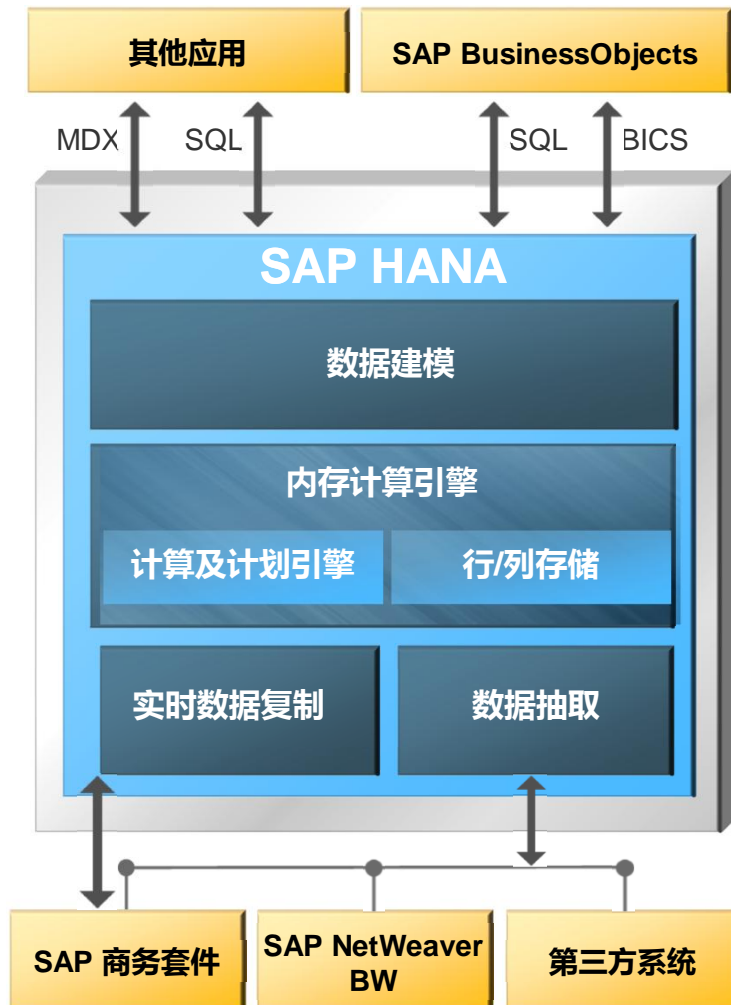 其他应用
SAP BusinessObjects
MDX
SQL
SQL
BICS
SAP HANA
数据建模
内存计算引擎
计算及计划引擎
行/列存储
实时数据复制
数据抽取
SAP 商务套件
SAP NetWeaver
BW
第三方系统